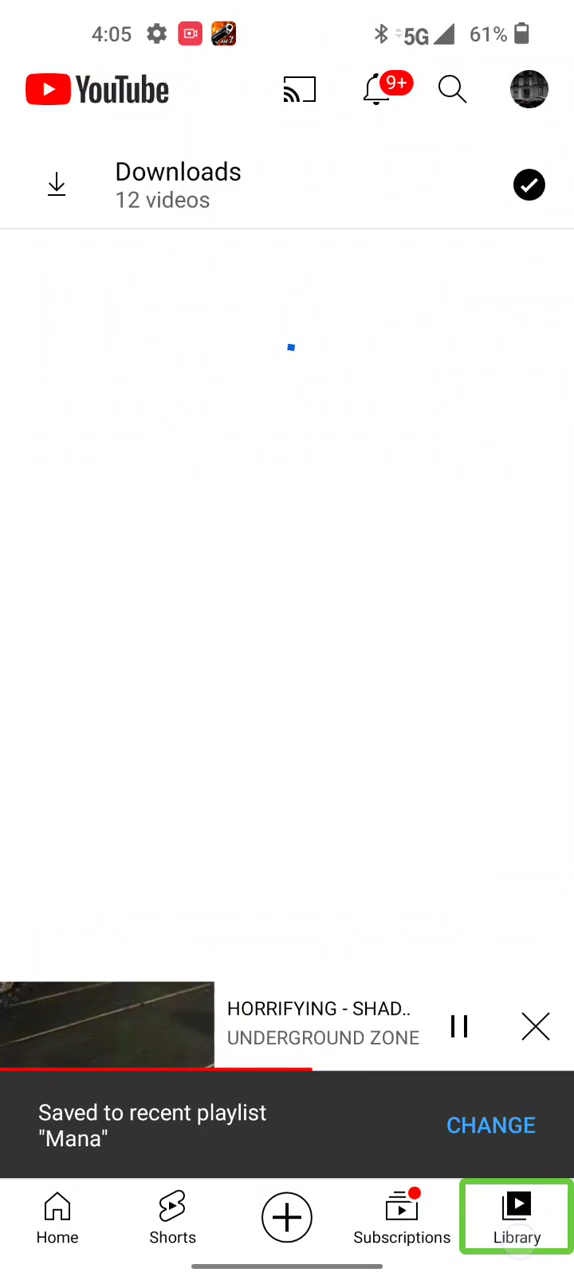 4:05 5G 61%
YouTube 9+
Downloads
12 videos
HORRIFYING - SHAD..
UNDERGROUND ZONE
Saved to recent playlist
"Mana"
CHANGE
Home Shorts Subscriptions Library